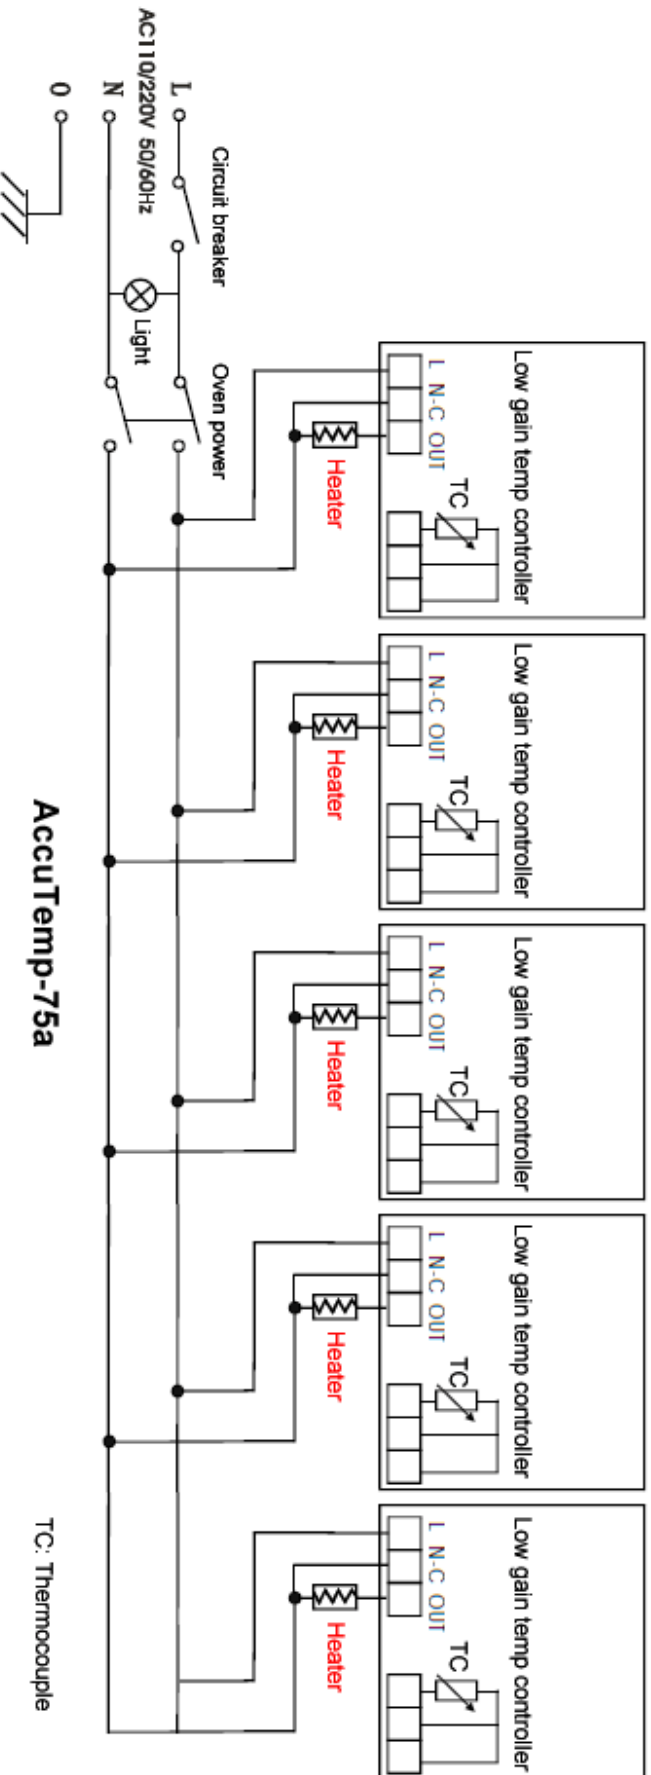 Low gain temp controller
TC
L N-C OUT
Heater
Low gain temp controller
TC
L N-C OUT
Heater
Low gain temp controller
TC
L N-C OUT
Heater
Low gain temp controller
TC
L N-C OUT
Heater
Low gain temp controller
TC
L N-C OUT
Heater
Circuit breaker
Oven power
L
AC110/220V 50/60Hz
Light
N
0
AccuTemp-75a
TC: Thermocouple